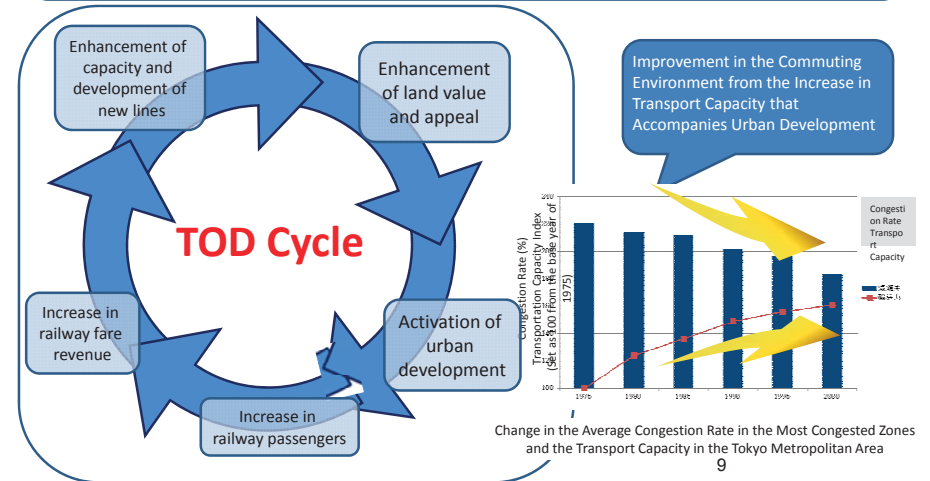 Enhancement of
capacity and
development of
new lines
Enhancement
of land value
and appeal
TOD Cycle
Increase in
railway fare
revenue
Activation of
urban
development
Increase in
railway passengers
Improvement in the Commuting
Environment from the Increase in
Transport Capacity that
Accompanies Urban Development
Congestion Rate (%)
Transportation Capacity Index
(Set as 100 from the base year of
1975)
Congesti
on Rate
Transpo
rt
Capacity
100
1975
1980
1985
1990
1995
2000
Change in the Average Congestion Rate in the Most Congested Zones
and the Transport Capacity in the Tokyo Metropolitan Area
9